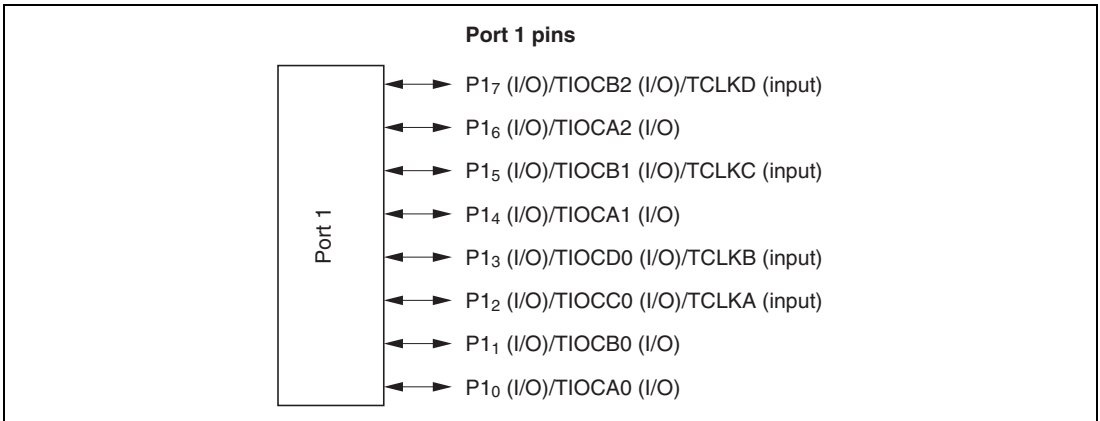 Port 1 pins
P1₇ (I/O)/TIOCB2 (I/O)/TCLKD (input)
P1₆ (I/O)/TIOCA2 (I/O)
P1₅ (I/O)/TIOCB1 (I/O)/TCLKC (input)
P1₄ (I/O)/TIOCA1 (I/O)
P1₃ (I/O)/TIOCD0 (I/O)/TCLKB (input)
P1₂ (I/O)/TIOCC0 (I/O)/TCLKA (input)
P1₁ (I/O)/TIOCB0 (I/O)
P1₀ (I/O)/TIOCA0 (I/O)
Port 1